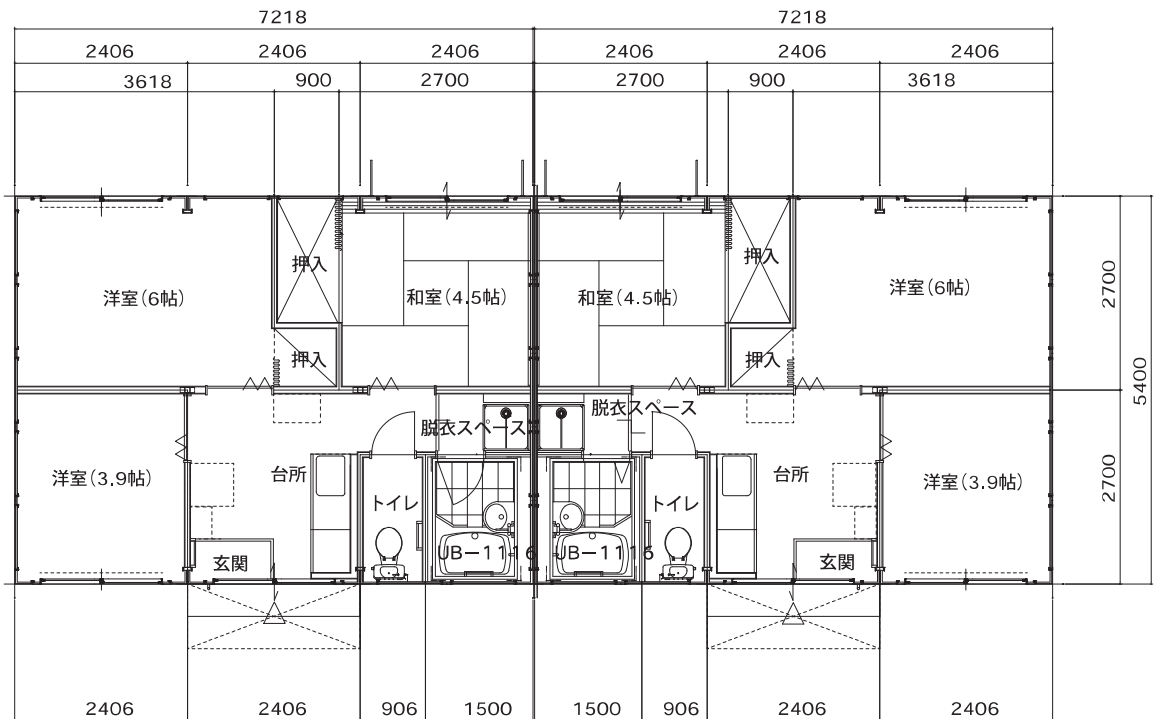 7218 7218
2406 2406 2406 2406 2406 2406
3618 900 2700 2700 900 3618
押入 押入
洋室(6帖) 和室(4.5帖) 和室(4.5帖) 洋室(6帖)
2700
押入 押入
5400
脱衣スペース 脱衣スペース
洋室(3.9帖) 台所 台所 洋室(3.9帖)
2700
トイレ トイレ
UB-1116 UB-1116
玄関 玄関
2406 2406 906 1500 1500 906 2406 2406